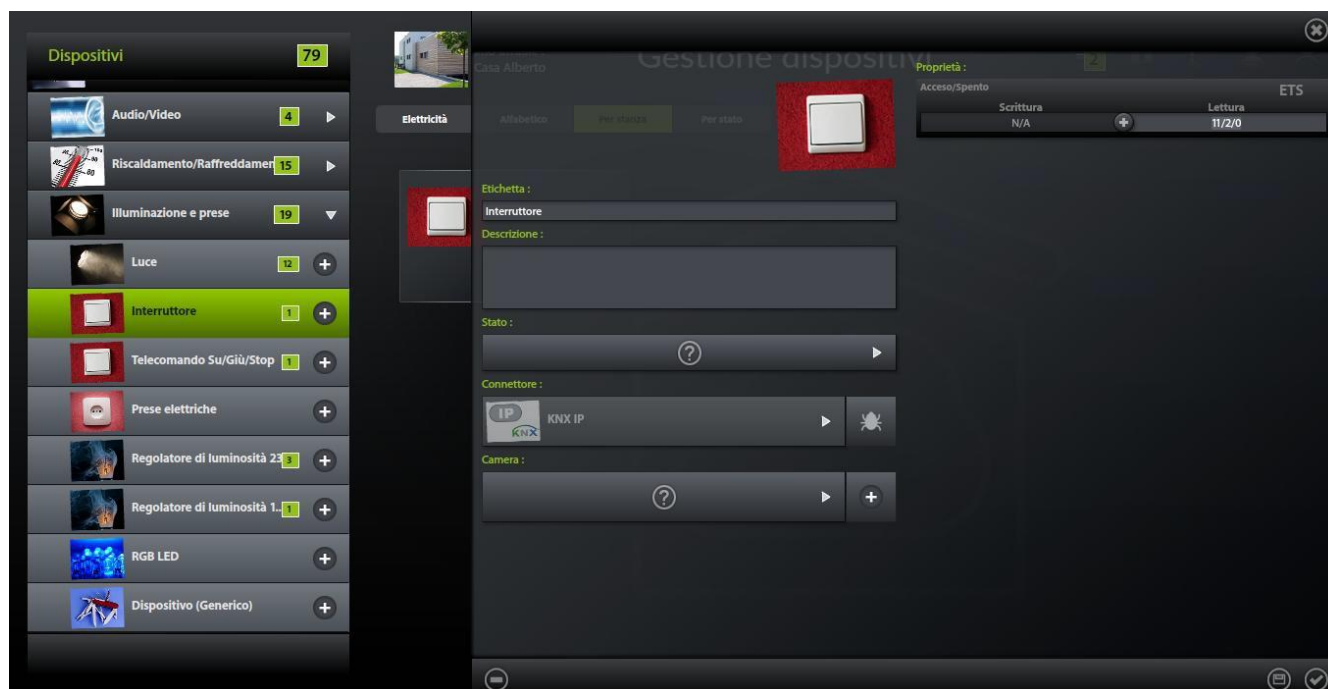 Dispositivi 79
Audio/Video 4
Riscaldamento/Raffreddamen 15
Illuminazione e prese 19
Luce 12
Interruttore 1
Telecomando Su/Giù/Stop 1
Prese elettriche
Regolatore di luminosità 23 3
Regolatore di luminosità 1.. 1
RGB LED
Dispositivo (Generico)
Elettricità
Casa Alberto
Gestione dispositivi
2
Alfabetico Per stanza Per stato
Etichetta :
Interruttore
Descrizione :
Stato :
?
Connettore :
IP KNX KNX IP
Camera :
?
Proprietà :
Acceso/Spento
ETS
Scrittura Lettura
N/A 11/2/0